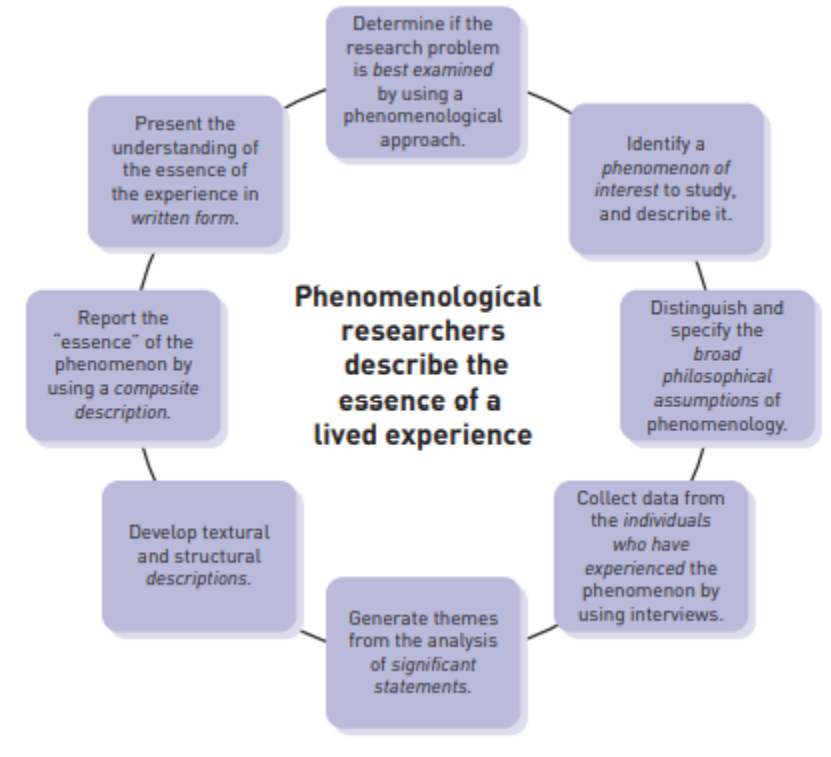 Determine if the
research problem
is best examined
by using a
phenomenological
approach.
Identify a
phenomenon of
interest to study,
and describe it.
Distinguish and
specify the
broad
philosophical
assumptions of
phenomenology.
Collect data from
the individuals
who have
experienced the
phenomenon by
using interviews.
Generate themes
from the analysis
of significant
statements.
Develop textural
and structural
descriptions.
Report the
“essence” of the
phenomenon by
using a composite
description.
Present the
understanding of
the essence of
the experience in
written form.
Phenomenological
researchers
describe the
essence of a
lived experience